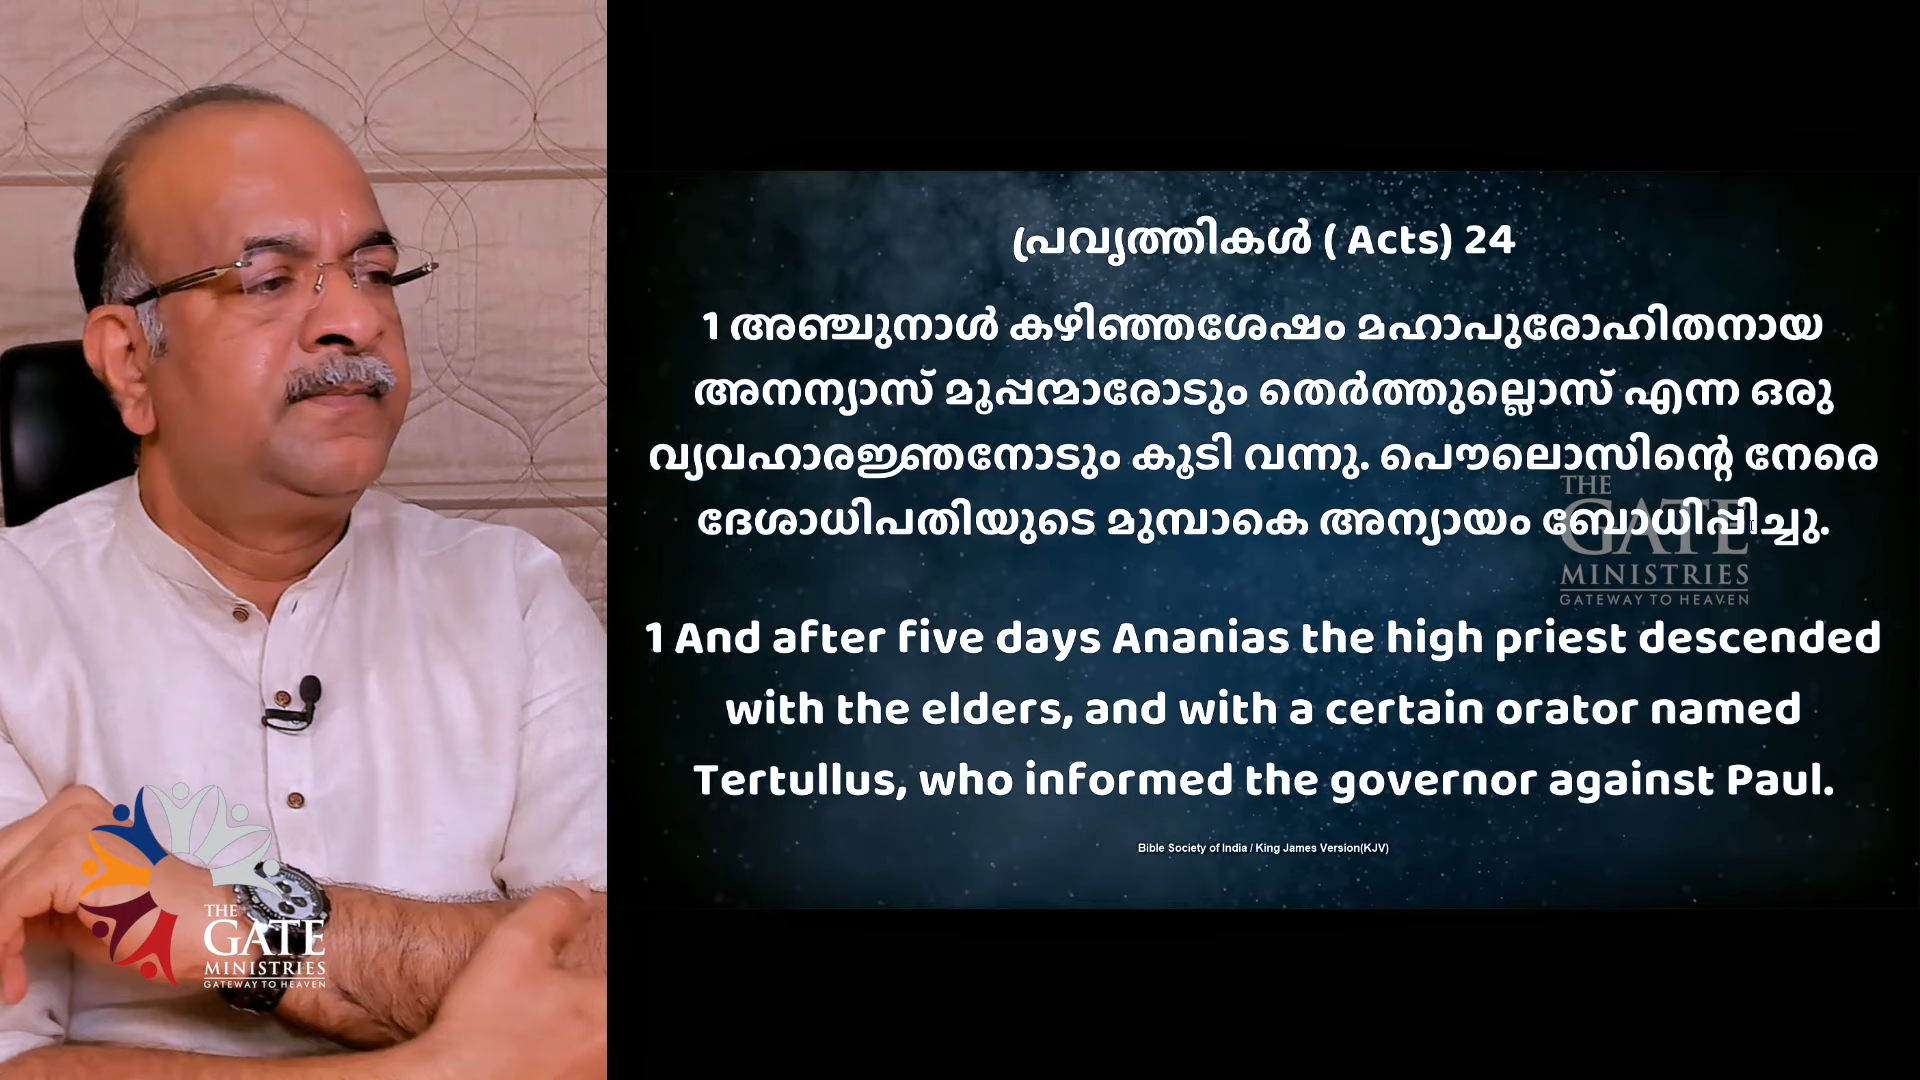 പ്രവൃത്തികൾ ( Acts) 24
1 അഞ്ചുനാൾ കഴിഞ്ഞശേഷം മഹാപുരോഹിതനായ
അനന്യാസ് മൂപ്പന്മാരോടും തെർത്തുല്ലൊസ് എന്ന ഒരു
വ്യവഹാരജ്ഞനോടും കൂടി വന്നു. പൌലൊസിന്റെ നേരെ
ദേശാധിപതിയുടെ മുമ്പാകെ അന്യായം ബോധിപ്പിച്ചു.
THE
GATE
MINISTRIES
GATEWAY TO HEAVEN
1 And after five days Ananias the high priest descended
with the elders, and with a certain orator named
Tertullus, who informed the governor against Paul.
Bible Society of India / King James Version(KJV)
THE
GATE
MINISTRIES
GATEWAY TO HEAVEN